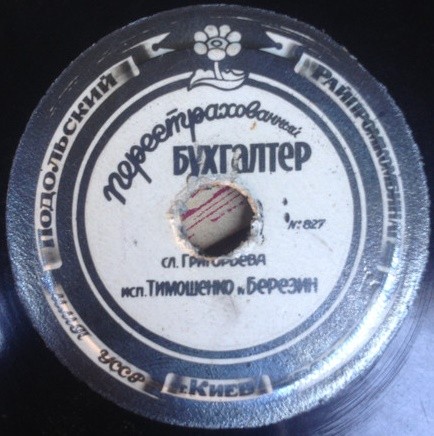 ПОДОЛЬСКИЙ
РАЙПРОМКОМБИНАТ
перестрахованный
БУХГАЛТЕР
№ 827
сл. ГРИГОРЬЕВА
исп. ТИМОШЕНКО и БЕРЕЗИН
УССР
г. КИЕВ